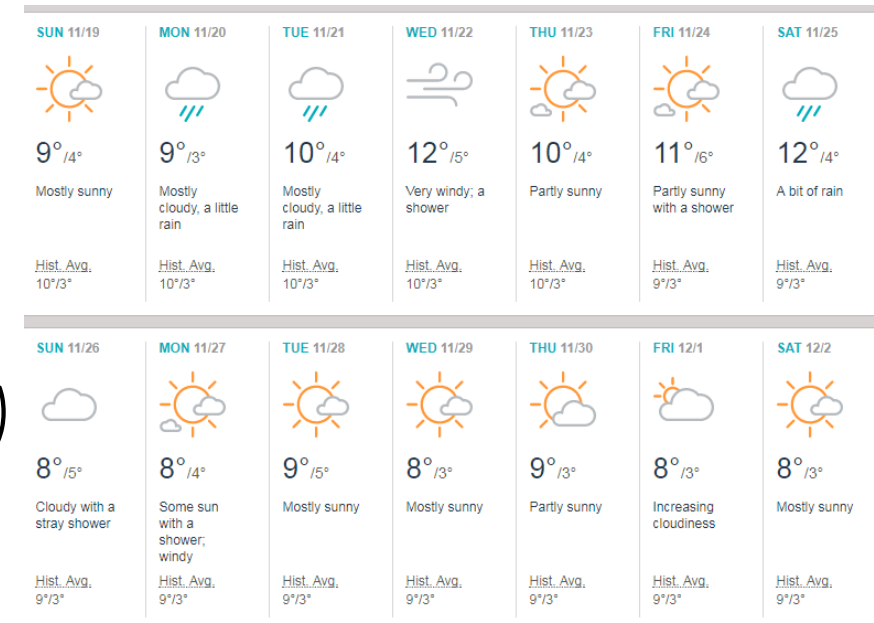 SUN 11/19
MON 11/20
TUE 11/21
WED 11/22
THU 11/23
FRI 11/24
SAT 11/25
9°/4°
9°/3°
10°/4°
12°/5°
10°/4°
11°/6°
12°/4°
Mostly sunny
Mostly
cloudy, a little
rain
Mostly
cloudy, a little
rain
Very windy; a
shower
Partly sunny
Partly sunny
with a shower
A bit of rain
Hist. Avg.
10°/3°
Hist. Avg.
10°/3°
Hist. Avg.
10°/3°
Hist. Avg.
10°/3°
Hist. Avg.
10°/3°
Hist. Avg.
9°/3°
Hist. Avg.
9°/3°
SUN 11/26
MON 11/27
TUE 11/28
WED 11/29
THU 11/30
FRI 12/1
SAT 12/2
)
8°/5°
8°/4°
9°/5°
8°/3°
9°/3°
8°/3°
8°/3°
Cloudy with a
stray shower
Some sun
with a
shower;
windy
Mostly sunny
Mostly sunny
Partly sunny
Increasing
cloudiness
Mostly sunny
Hist. Avg.
9°/3°
Hist. Avg.
9°/3°
Hist. Avg.
9°/3°
Hist. Avg.
9°/3°
Hist. Avg.
9°/3°
Hist. Avg.
9°/3°
Hist. Avg.
9°/3°